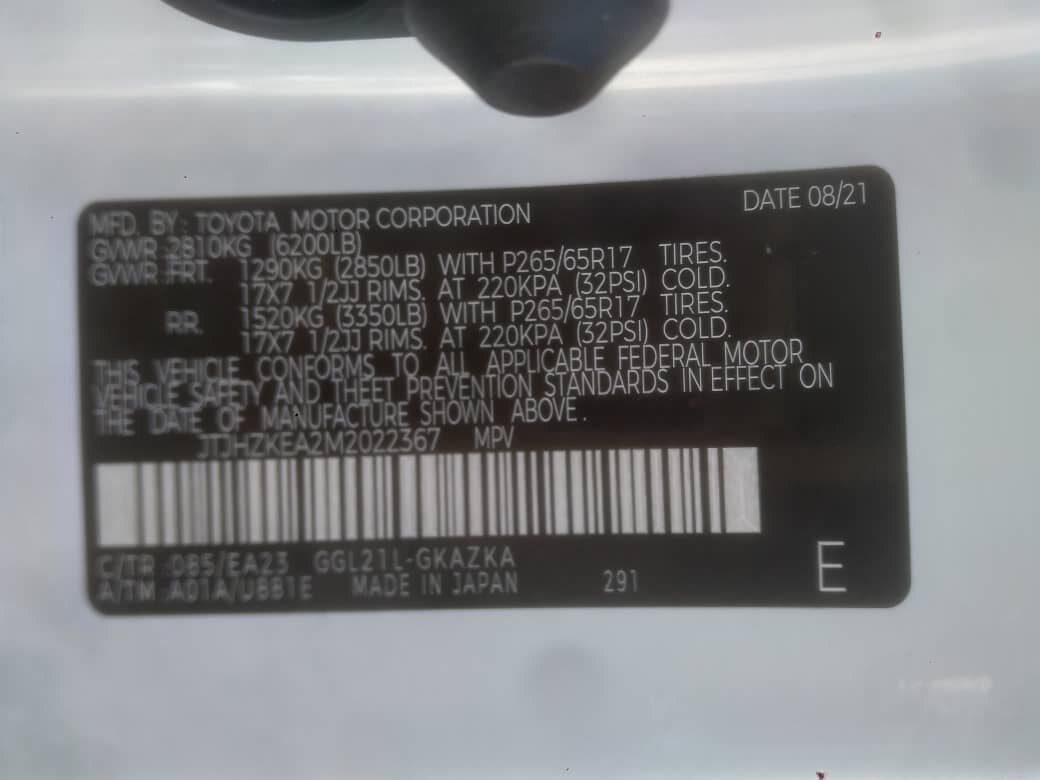 DATE 08/21
MFD. BY: TOYOTA MOTOR CORPORATION
GVWR 2810KG (6200LB)
GVWR FRT. 1290KG (2850LB) WITH P265/65R17 TIRES.
17X7 1/2JJ RIMS. AT 220KPA (32PSI) COLD.
RR. 1520KG (3350LB) WITH P265/65R17 TIRES.
17X7 1/2JJ RIMS. AT 220KPA (32PSI) COLD.
THIS VEHICLE CONFORMS TO ALL APPLICABLE FEDERAL MOTOR
VEHICLE SAFETY AND THEFT PREVENTION STANDARDS IN EFFECT ON
THE DATE OF MANUFACTURE SHOWN ABOVE.
JTJHZKEA2M2022367 MPV
C/TR : 085/EA23 GGL21L-GKAZKA
A/TM : A01A/U881E MADE IN JAPAN 291
E